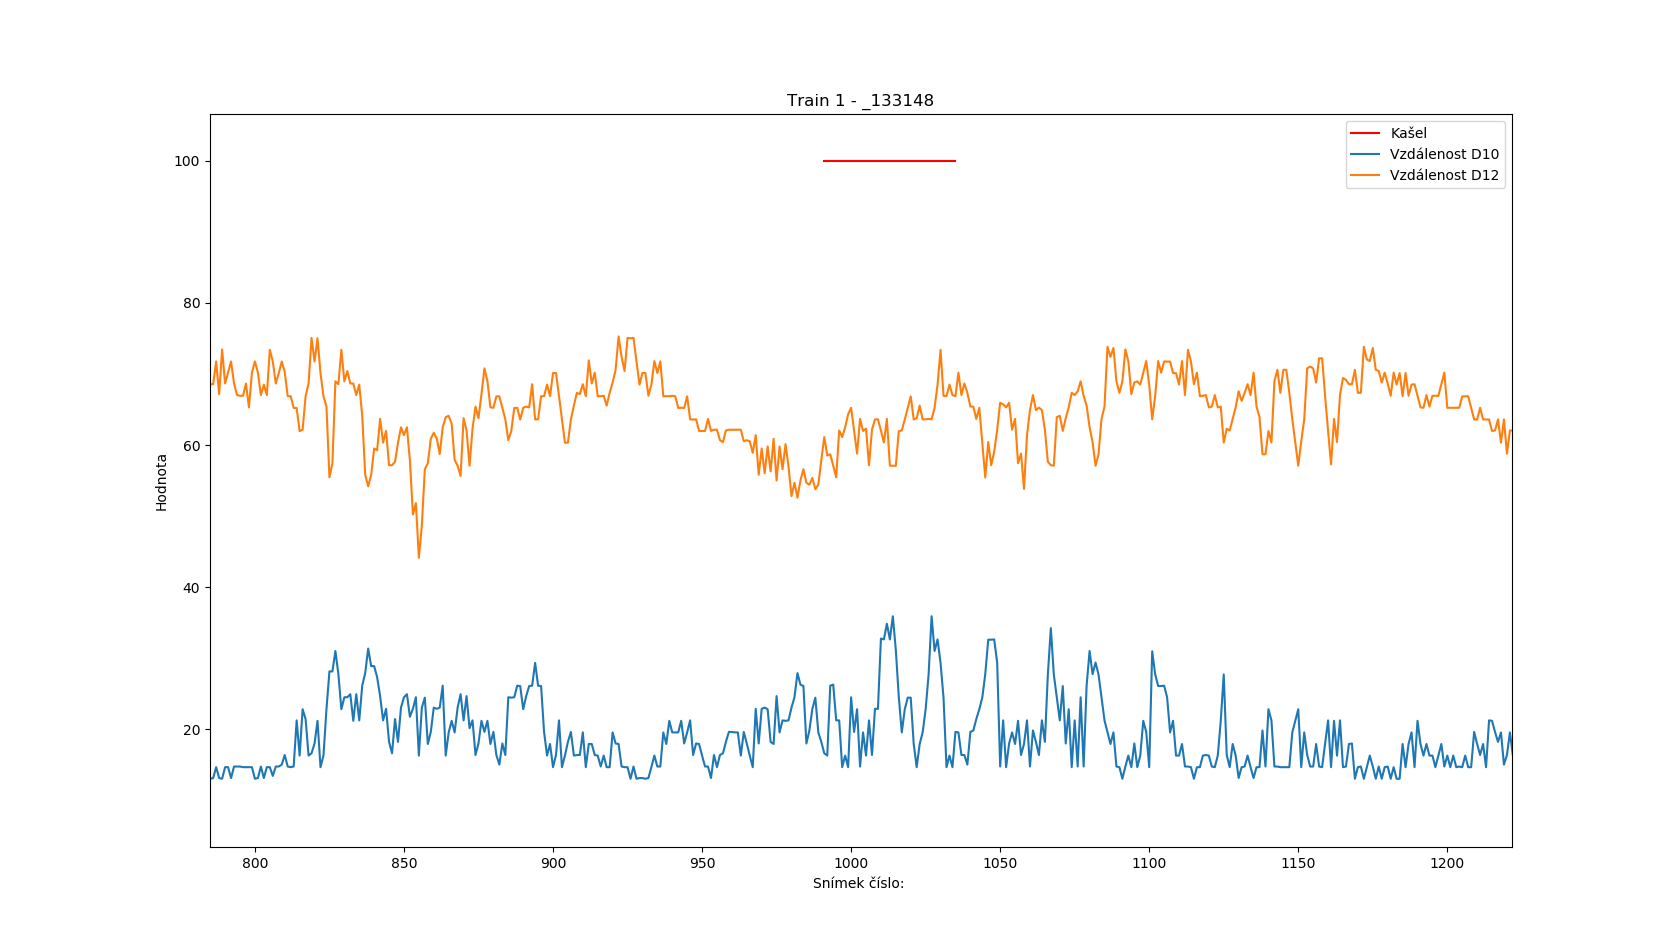 Train 1 - _133148
Kašel
Vzdálenost D10
Vzdálenost D12
Hodnota
100
80
60
40
20
800 850 900 950 1000 1050 1100 1150 1200
Snímek číslo: